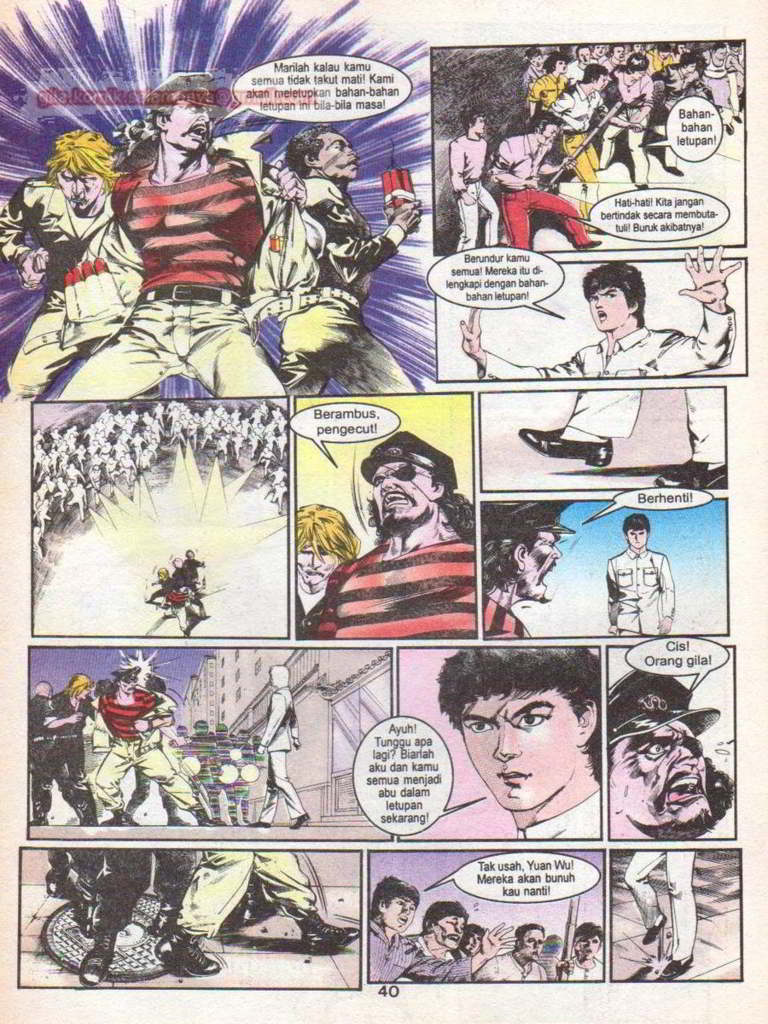 Marilah kalau kamu
semua tidak takut mati! Kami
akan meletupkan bahan-bahan
letupan ini bila-bila masa!
Bahan-
bahan
letupan!
Hati-hati! Kita jangan
bertindak secara membuta-
tuli! Buruk akibatnya!
Berundur kamu
semua! Mereka itu di-
lengkapi dengan bahan-
bahan letupan!
Berambus,
pengecut!
Berhenti!
Ayuh!
Tunggu apa
lagi? Biarlah
aku dan kamu
semua menjadi
abu dalam
letupan
sekarang!
Cis!
Orang gila!
Tak usah, Yuan Wu!
Mereka akan bunuh
kau nanti!
40